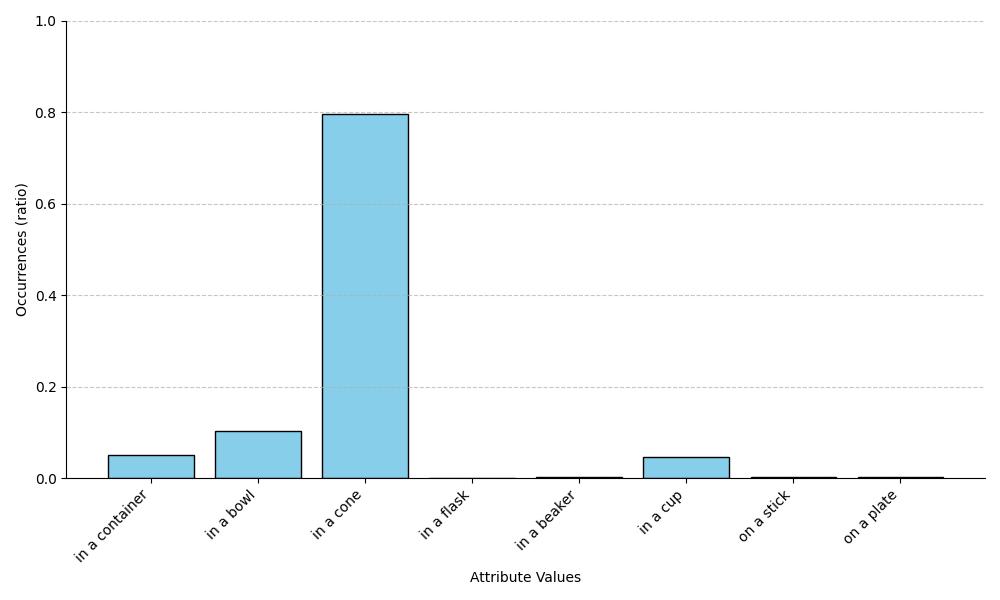 1.0
0.8
0.6
0.4
0.2
0.0
Occurrences (ratio)
in a container
in a bowl
in a cone
in a flask
in a beaker
in a cup
on a stick
on a plate
Attribute Values